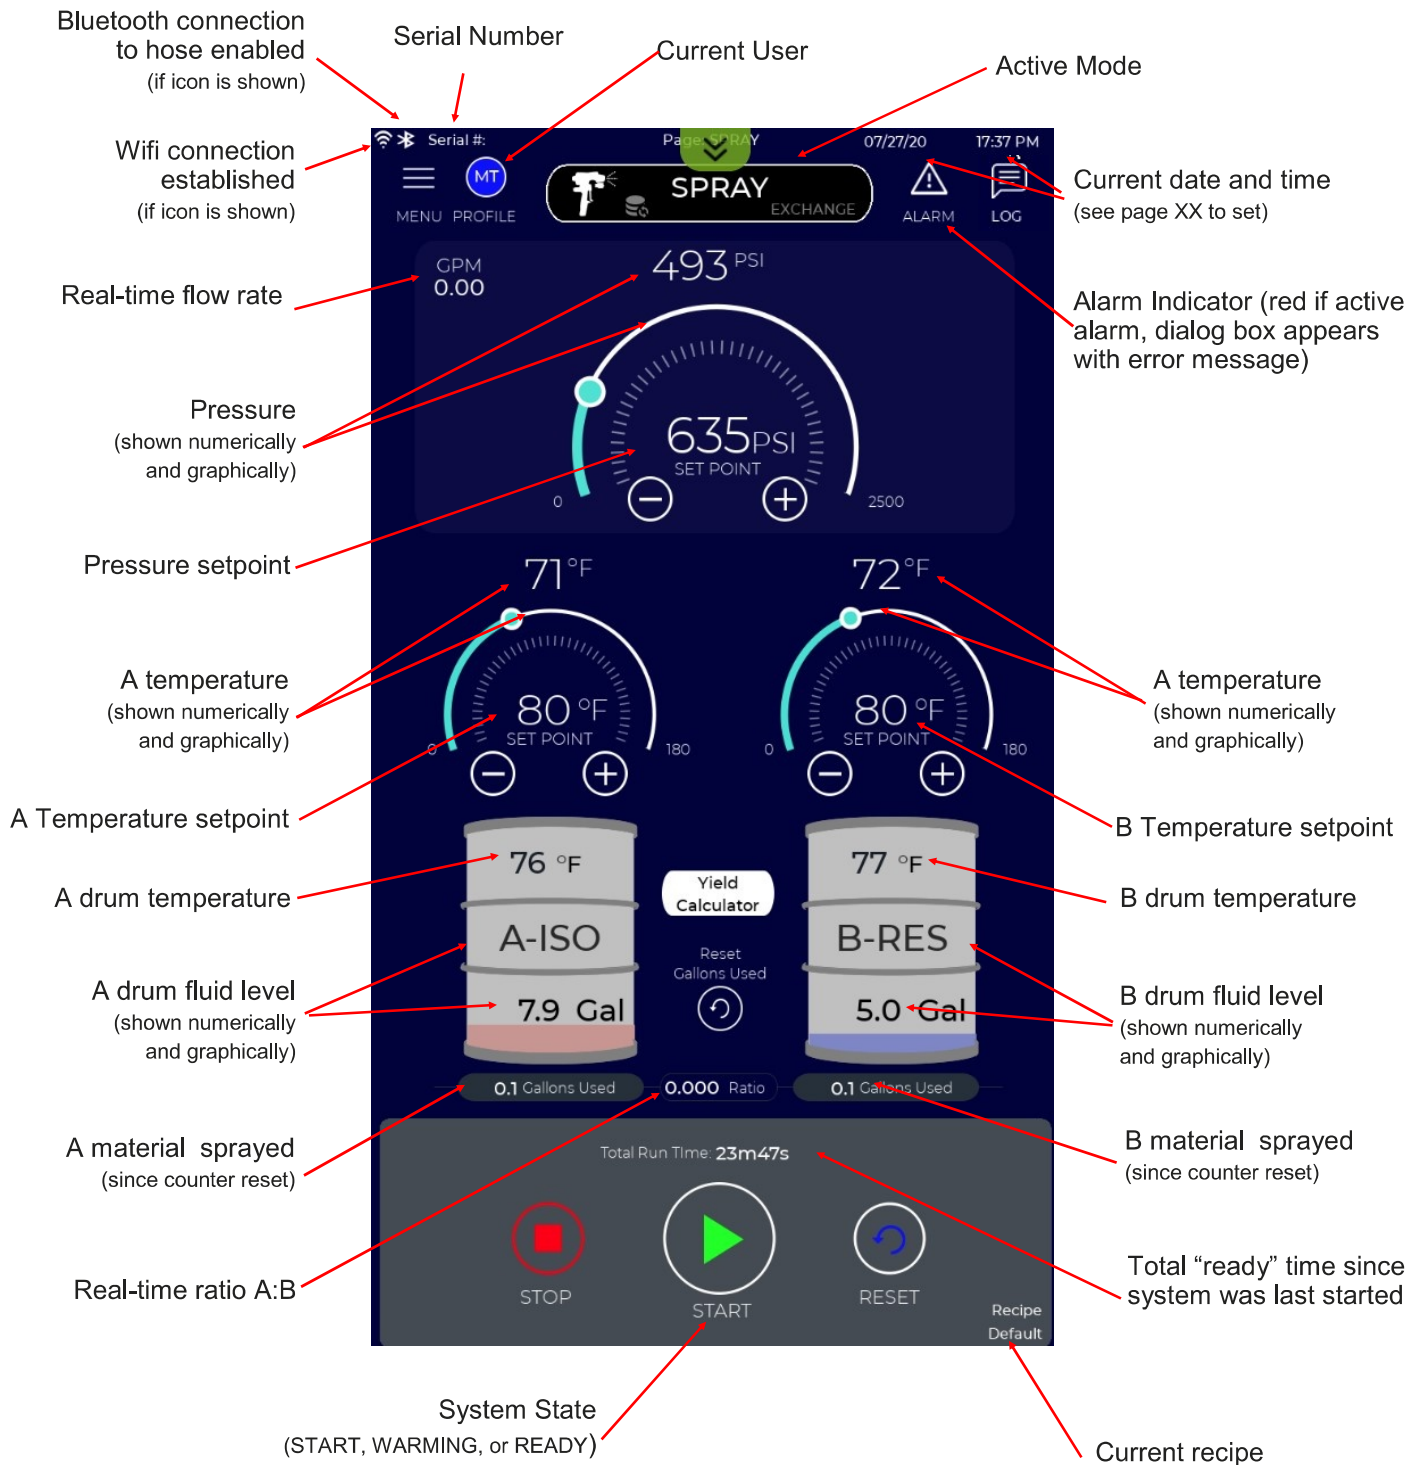 Bluetooth connection
to hose enabled
(if icon is shown)
Serial Number
Current User
Active Mode
Wifi connection
established
(if icon is shown)
Serial #:
Page: SPRAY
07/27/20
17:37 PM
MENU
MT
PROFILE
SPRAY
EXCHANGE
ALARM
LOG
Current date and time
(see page XX to set)
Real-time flow rate
GPM
0.00
493 PSI
Alarm Indicator (red if active
alarm, dialog box appears
with error message)
Pressure
(shown numerically
and graphically)
635 PSI
SET POINT
0
2500
Pressure setpoint
71 °F
72 °F
A temperature
(shown numerically
and graphically)
80 °F
SET POINT
0
180
80 °F
SET POINT
0
180
A temperature
(shown numerically
and graphically)
A Temperature setpoint
B Temperature setpoint
A drum temperature
76 °F
Yield
Calculator
77 °F
B drum temperature
A-ISO
B-RES
Reset
Gallons Used
A drum fluid level
(shown numerically
and graphically)
7.9 Gal
5.0 Gal
B drum fluid level
(shown numerically
and graphically)
0.1 Gallons Used
0.000 Ratio
0.1 Gallons Used
A material sprayed
(since counter reset)
B material sprayed
(since counter reset)
Total Run TIme: 23m47s
Real-time ratio A:B
STOP
START
RESET
Total “ready” time since
system was last started
Recipe
Default
System State
(START, WARMING, or READY)
Current recipe